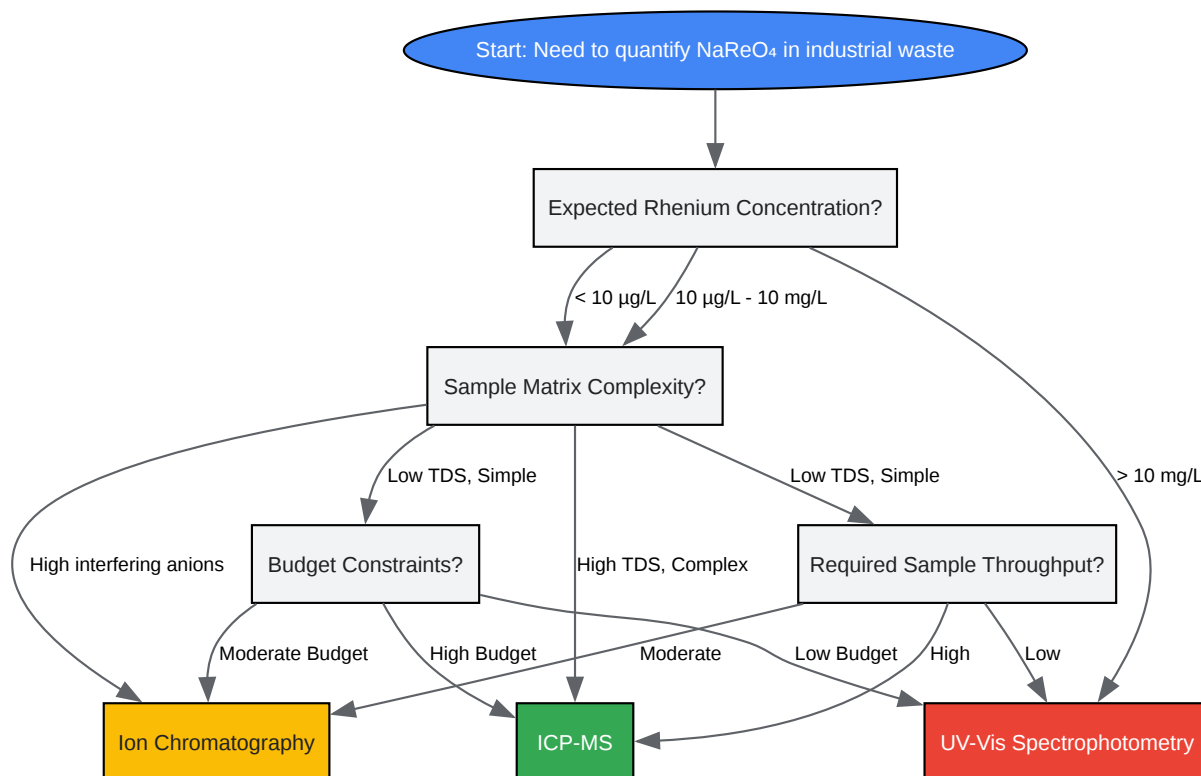 Start: Need to quantify NaReO₄ in industrial waste
Expected Rhenium Concentration?
< 10 µg/L
10 µg/L - 10 mg/L
Sample Matrix Complexity?
Low TDS, Simple
Low TDS, Simple
> 10 mg/L
High interfering anions
Budget Constraints?
High TDS, Complex
Required Sample Throughput?
Moderate Budget
High Budget
Moderate
Low Budget
High
Low
Ion Chromatography
ICP-MS
UV-Vis Spectrophotometry